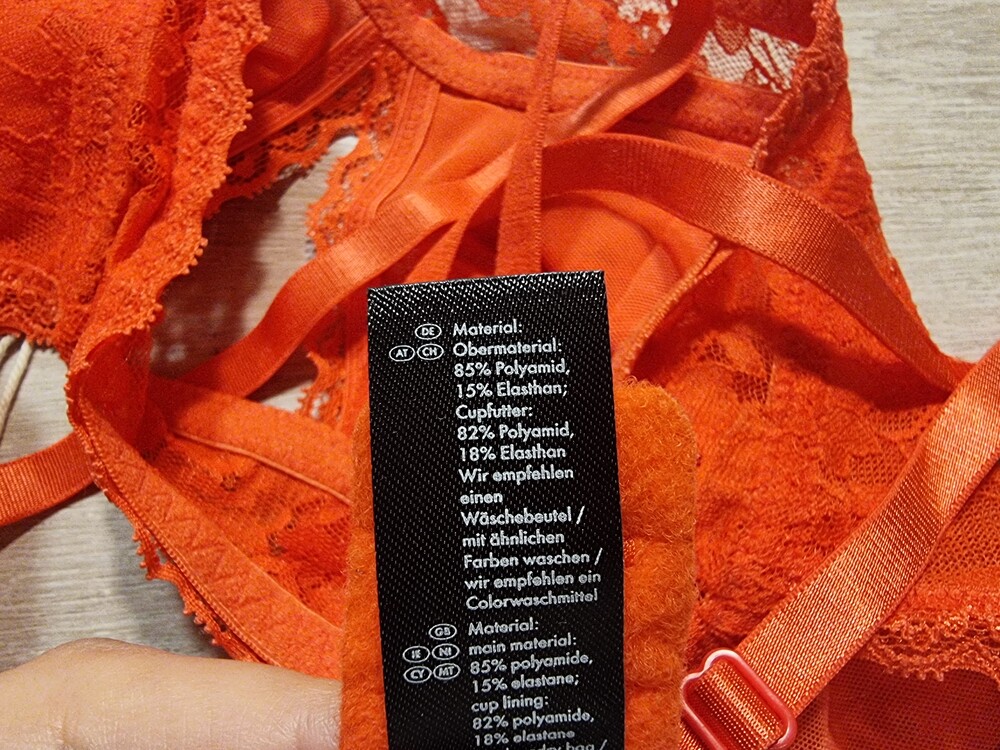 DE Material:
AT CH Obermaterial:
85% Polyamid,
15% Elasthan;
Cupfutter:
82% Polyamid,
18% Elasthan
Wir empfehlen
einen
Wäschebeutel /
mit ähnlichen
Farben waschen /
wir empfehlen ein
Colorwaschmittel
GB Material:
IE NI main material:
CY MT 85% polyamide,
15% elastane;
cup lining:
82% polyamide,
18% elastane
bag /